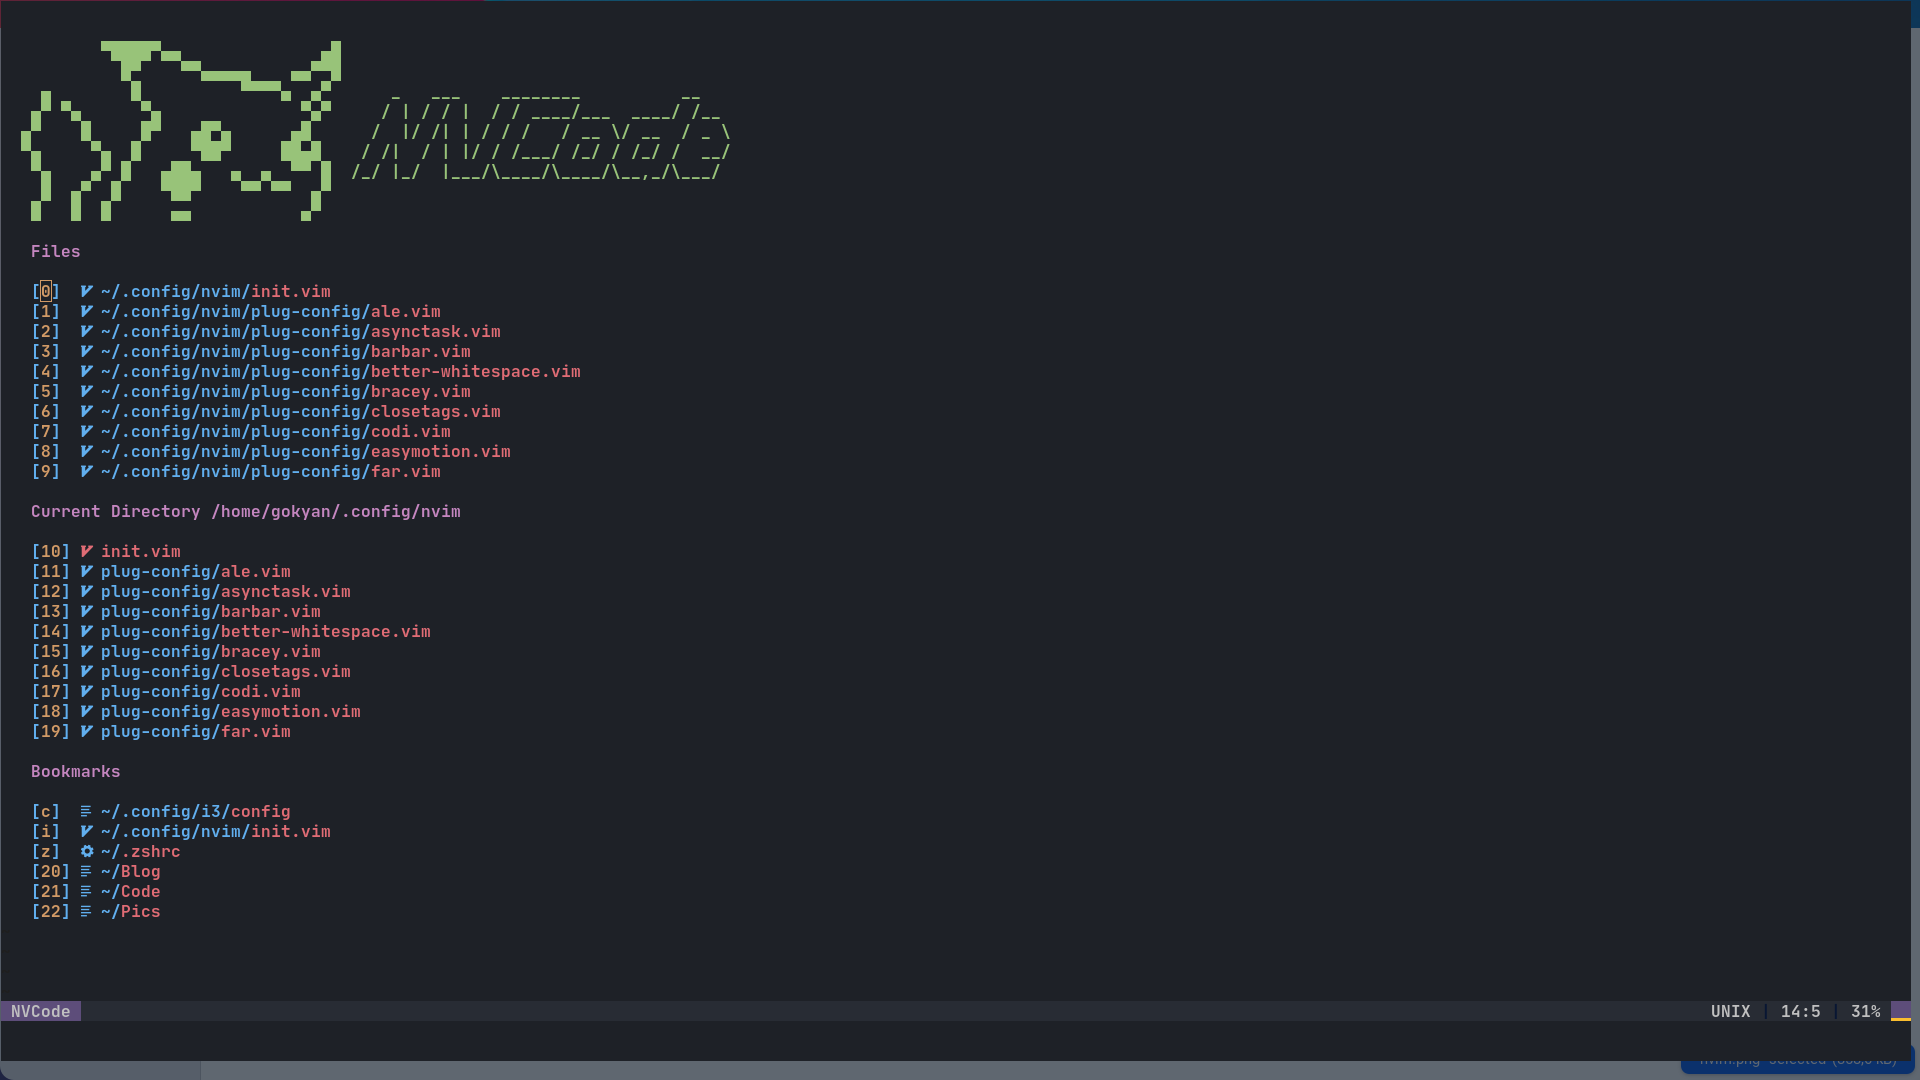 NVCode
Files
[0] ~/.config/nvim/init.vim
[1] ~/.config/nvim/plug-config/ale.vim
[2] ~/.config/nvim/plug-config/asynctask.vim
[3] ~/.config/nvim/plug-config/barbar.vim
[4] ~/.config/nvim/plug-config/better-whitespace.vim
[5] ~/.config/nvim/plug-config/bracey.vim
[6] ~/.config/nvim/plug-config/closetags.vim
[7] ~/.config/nvim/plug-config/codi.vim
[8] ~/.config/nvim/plug-config/easymotion.vim
[9] ~/.config/nvim/plug-config/far.vim
Current Directory /home/gokyan/.config/nvim
[10] init.vim
[11] plug-config/ale.vim
[12] plug-config/asynctask.vim
[13] plug-config/barbar.vim
[14] plug-config/better-whitespace.vim
[15] plug-config/bracey.vim
[16] plug-config/closetags.vim
[17] plug-config/codi.vim
[18] plug-config/easymotion.vim
[19] plug-config/far.vim
Bookmarks
[c] ~/.config/i3/config
[i] ~/.config/nvim/init.vim
[z] ~/.zshrc
[20] ~/Blog
[21] ~/Code
[22] ~/Pics
NVCode UNIX | 14:5 | 31%